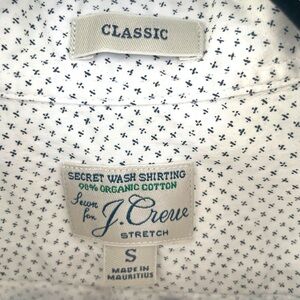 CLASSIC
SECRET WASH SHIRTING
98% ORGANIC COTTON
Sewn
for J.Crew
STRETCH
S
MADE IN
MAURITIUS